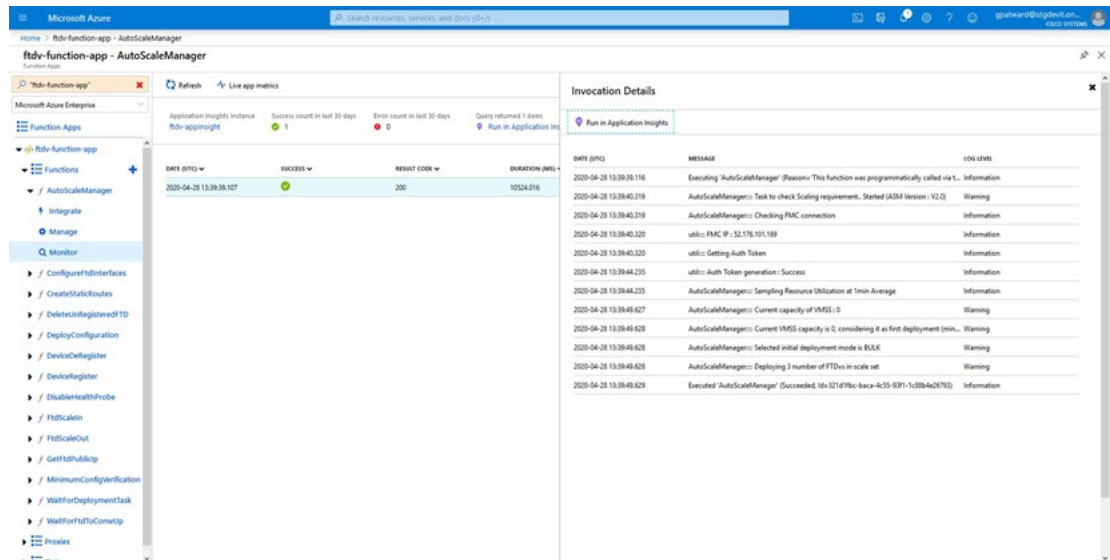 Microsoft Azure
Search resources, services, and docs (G+/)
gpatward@stgdevit.on...
CISCO SYSTEMS
Home > ftdv-function-app - AutoScaleManager
ftdv-function-app - AutoScaleManager
Function Apps
"ftdv-function-app"
Microsoft Azure Enterprise
Function Apps
ftdv-function-app
Functions
AutoScaleManager
Integrate
Manage
Monitor
ConfigureFtdInterfaces
CreateStaticRoutes
DeleteUnRegisteredFTD
DeployConfiguration
DeviceDeRegister
DeviceRegister
DisableHealthProbe
FtdScaleIn
FtdScaleOut
GetFtdPublicIp
MinimumConfigVerification
WaitForDeploymentTask
WaitForFtdToComeUp
Proxies
Refresh
Live app metrics
Application Insights Instance
ftdv-appinsight
Success count in last 30 days
1
Error count in last 30 days
0
Query returned 1 items
Run in Application Ins
DATE (UTC) SUCCESS RESULT CODE DURATION (MS)
2020-04-28 13:39:39.107 200 10524.016
Invocation Details
Run in Application Insights
DATE (UTC) MESSAGE LOG LEVEL
2020-04-28 13:39:39.116 Executing 'AutoScaleManager' (Reason='This function was programmatically called via t... Information
2020-04-28 13:39:40.319 AutoScaleManager::: Task to check Scaling requirement.. Started (ASM Version : V2.0) Warning
2020-04-28 13:39:40.319 AutoScaleManager::: Checking FMC connection Information
2020-04-28 13:39:40.320 util::: FMC IP : 52.176.101.169 Information
2020-04-28 13:39:40.320 util::: Getting Auth Token Information
2020-04-28 13:39:44.235 util::: Auth Token generation : Success Information
2020-04-28 13:39:44.235 AutoScaleManager::: Sampling Resource Utilization at 1min Average Information
2020-04-28 13:39:49.627 AutoScaleManager::: Current capacity of VMSS : 0 Warning
2020-04-28 13:39:49.628 AutoScaleManager::: Current VMSS capacity is 0, considering it as first deployment (min... Warning
2020-04-28 13:39:49.628 AutoScaleManager::: Selected initial deployment mode is BULK Warning
2020-04-28 13:39:49.628 AutoScaleManager::: Deploying 3 number of FTDvs in scale set Warning
2020-04-28 13:39:49.629 Executed 'AutoScaleManager' (Succeeded, Information